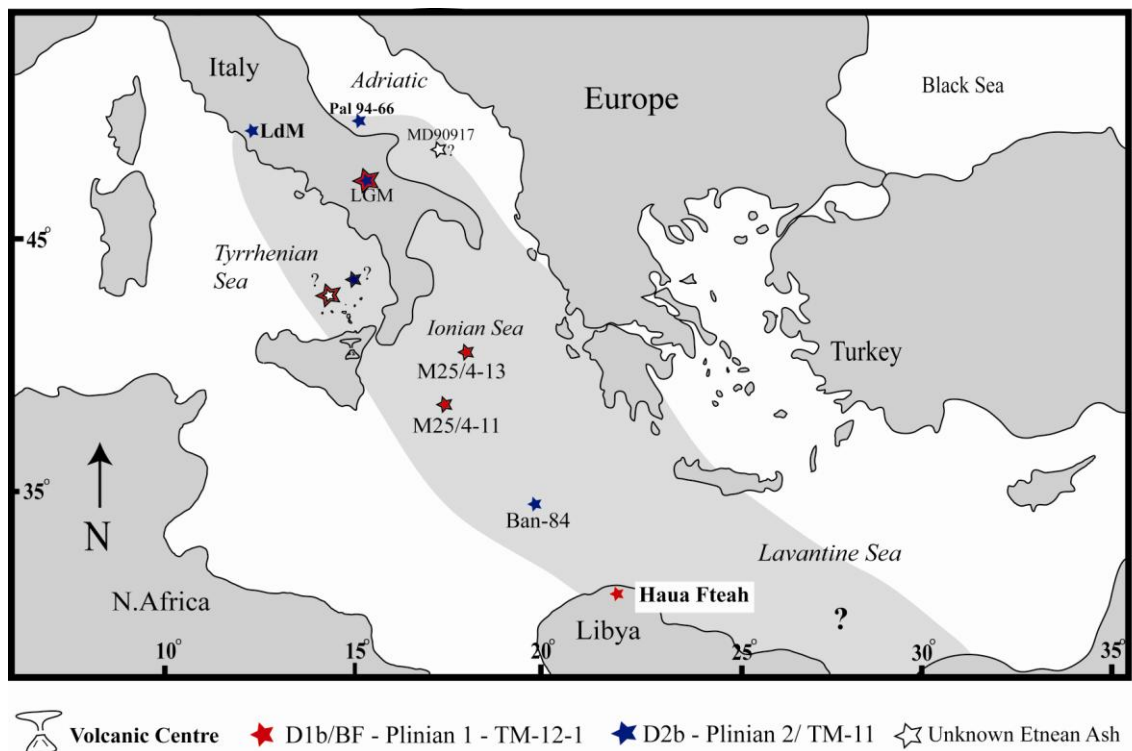 Italy
Adriatic
Europe
Black Sea
Pal 94-66
LdM
MD90917
?
LGM
45°
Tyrrhenian
Sea
?
?
Ionian Sea
M25/4-13
Turkey
M25/4-11
35°
N
Ban-84
Lavantine Sea
N.Africa
Haua Fteah
Libya
?
10°
15°
20°
25°
30°
35°
Volcanic Centre
D1b/BF - Plinian 1 - TM-12-1
D2b - Plinian 2/ TM-11
Unknown Etnean Ash